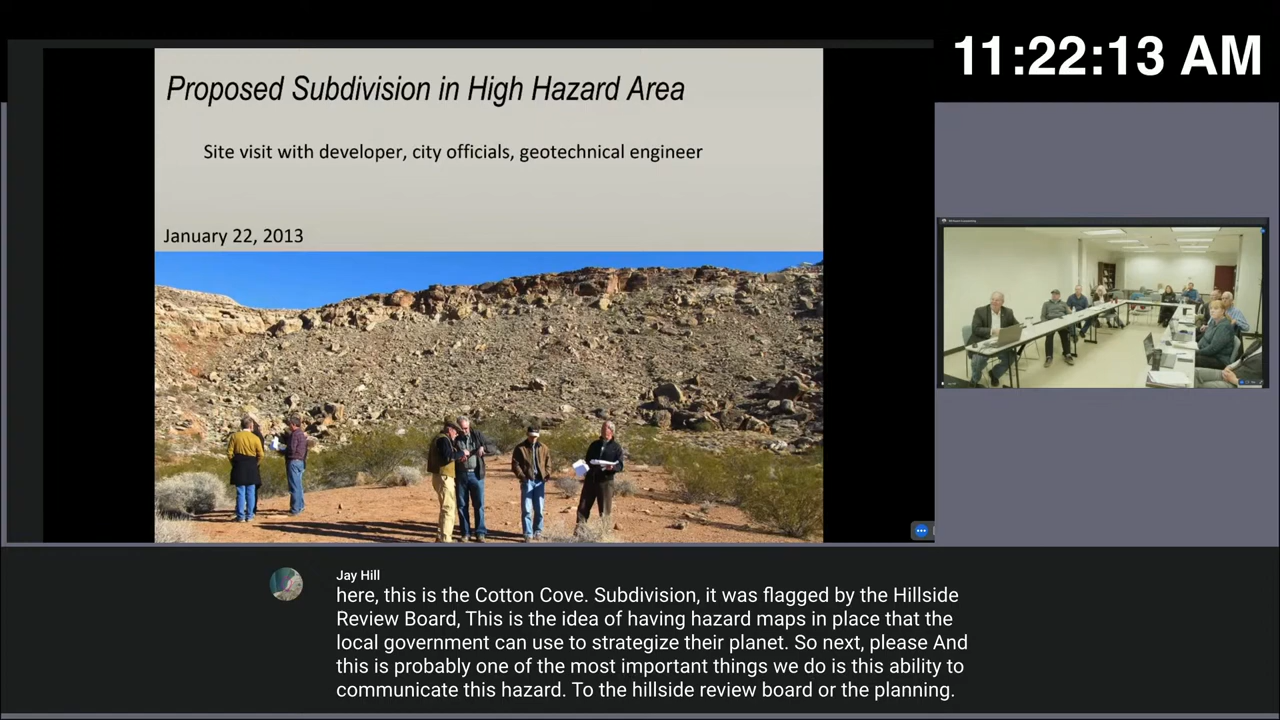 11:22:13 AM
Proposed Subdivision in High Hazard Area
Site visit with developer, city officials, geotechnical engineer
January 22, 2013
Jay Hill
here, this is the Cotton Cove. Subdivision, it was flagged by the Hillside
Review Board, This is the idea of having hazard maps in place that the
local government can use to strategize their planet. So next, please And
this is probably one of the most important things we do is this ability to
communicate this hazard. To the hillside review board or the planning.